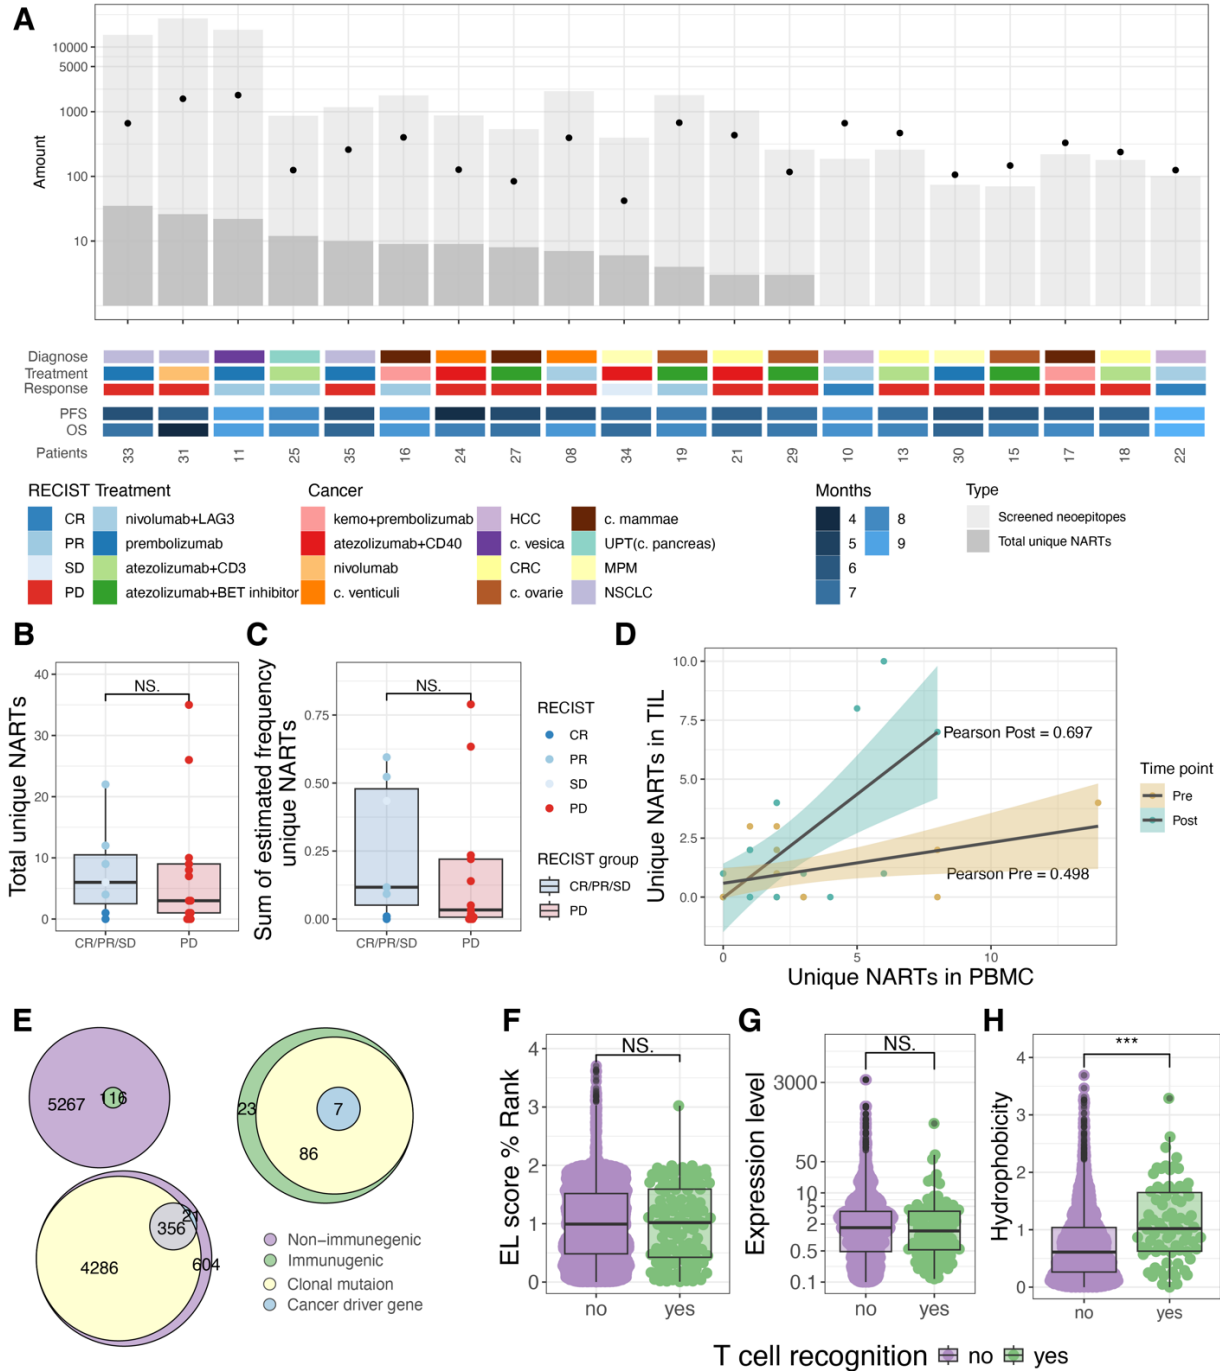 A
10000
5000
1000
100
10
Amount
Diagnose
Treatment
Response
PFS
OS
Patients
33 31 11 25 35 16 24 27 08 34 19 21 29 10 13 30 15 17 18 22
RECIST Treatment Cancer Months Type
CR nivolumab+LAG3 kemo+prembolizumab HCC c. mammae 4 8 Screened neoepitopes
PR prembolizumab atezolizumab+CD40 c. vesica UPT(c. pancreas) 5 9 Total unique NARTs
SD atezolizumab+CD3 nivolumab CRC MPM 6
PD atezolizumab+BET inhibitor c. venticuli c. ovarie NSCLC 7
B
Total unique NARTs
40
30
20
10
0
NS.
CR/PR/SD PD
C
Sum of estimated frequency
unique NARTs
0.75
0.50
0.25
0.00
NS.
CR/PR/SD PD
RECIST
CR
PR
SD
PD
RECIST group
CR/PR/SD
PD
D
Unique NARTs in TIL
10.0
7.5
5.0
2.5
0.0
Pearson Post = 0.697
Pearson Pre = 0.498
0 5 10
Unique NARTs in PBMC
Time point
Pre
Post
E
5267 116
23 7
86
356 21
4286 604
Non-immunegenic
Immunugenic
Clonal mutaion
Cancer driver gene
F
EL score % Rank
4
3
2
1
0
NS.
no yes
G
Expression level
3000
50
10
5
2
0.5
0.1
NS.
no yes
H
Hydrophobicity
4
3
2
1
0
***
no yes
T cell recognition no yes